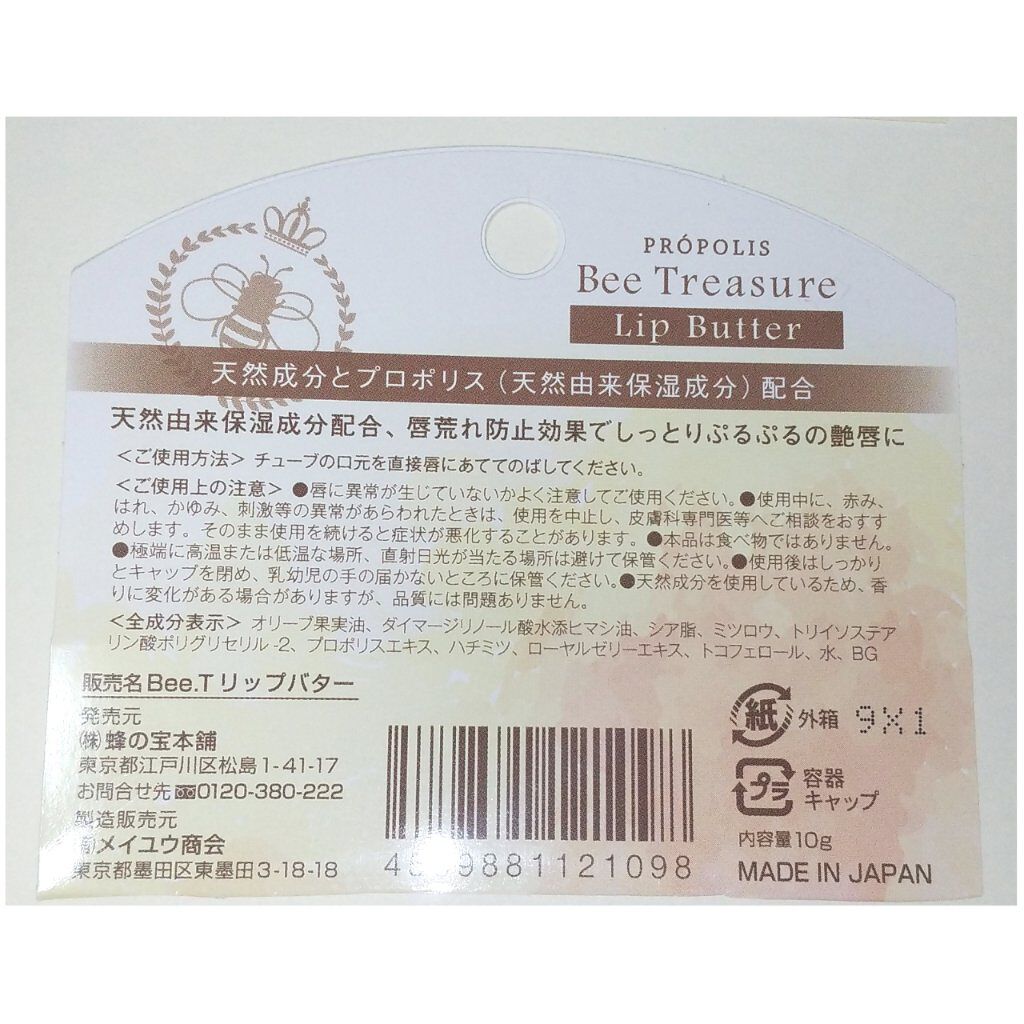 PRÓPOLIS
Bee Treasure
Lip Butter
天然成分とプロポリス（天然由来保湿成分）配合
天然由来保湿成分配合、唇荒れ防止効果でしっとりぷるぷるの艶唇に
＜ご使用方法＞ チューブの口元を直接唇にあててのばしてください。
＜ご使用上の注意＞ ●唇に異常が生じていないかよく注意してご使用ください。●使用中に、赤み、
はれ、かゆみ、刺激等の異常があらわれたときは、使用を中止し、皮膚科専門医等へご相談をおすす
めします。そのまま使用を続けると症状が悪化することがあります。●本品は食べ物ではありません。
●極端に高温または低温な場所、直射日光が当たる場所は避けて保管ください。●使用後はしっかり
とキャップを閉め、乳幼児の手の届かないところに保管ください。●天然成分を使用しているため、香
りに変化がある場合がありますが、品質には問題ありません。
＜全成分表示＞ オリーブ果実油、ダイマージリノール酸水添ヒマシ油、シア脂、ミツロウ、トリイソステア
リン酸ポリグリセリル-2、プロポリスエキス、ハチミツ、ローヤルゼリーエキス、トコフェロール、水、BG
販売名Bee.Tリップバター
発売元
㈱蜂の宝本舗
東京都江戸川区松島1-41-17
お問合せ先 0120-380-222
製造販売元
㈲メイユウ商会
東京都墨田区東墨田3-18-18
9881121098
紙 外箱 9X1
プラ 容器
キャップ
内容量10g
MADE IN JAPAN